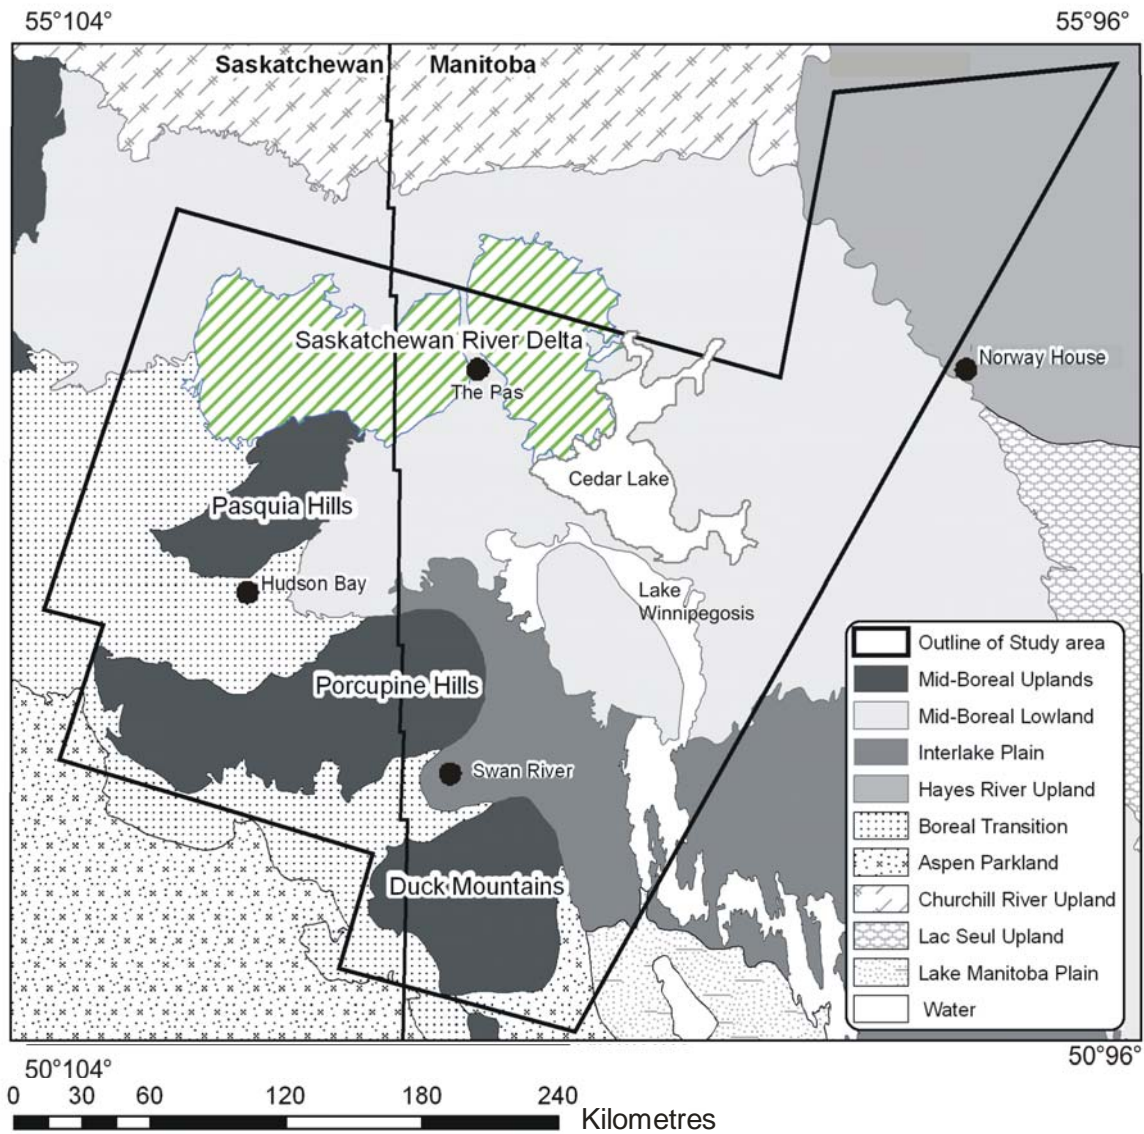 55°104° 55°96°
Saskatchewan Manitoba
Saskatchewan River Delta
Norway House
The Pas
Cedar Lake
Pasquia Hills
Hudson Bay
Lake
Winnipegosis
Porcupine Hills
Swan River
Duck Mountains
Outline of Study area
Mid-Boreal Uplands
Mid-Boreal Lowland
Interlake Plain
Hayes River Upland
Boreal Transition
Aspen Parkland
Churchill River Upland
Lac Seul Upland
Lake Manitoba Plain
Water
50°104° 50°96°
0 30 60 120 180 240
Kilometres